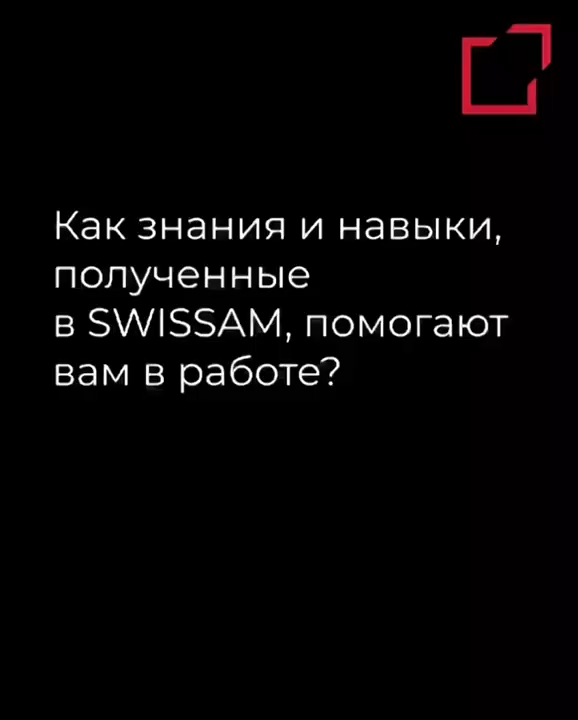 Как знания и навыки,
полученные
в SWISSAM, помогают
вам в работе?